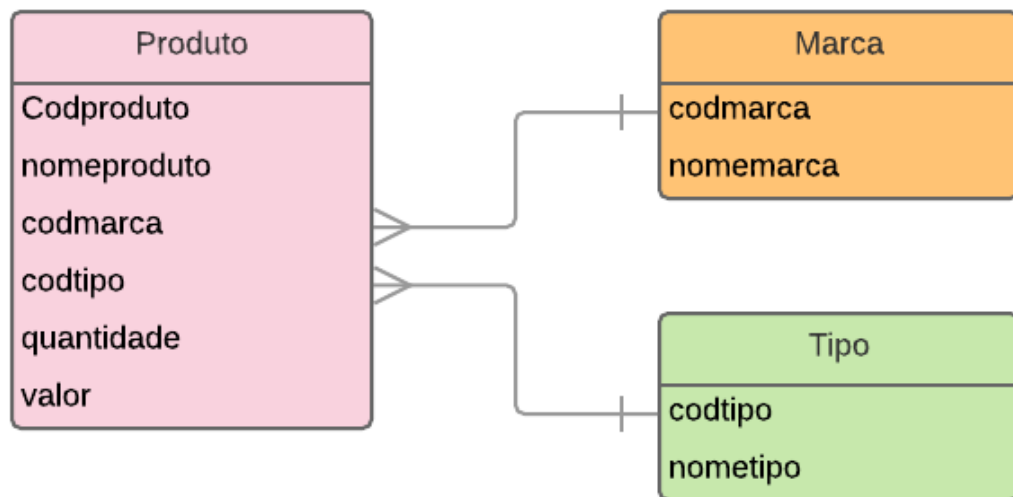 Produto
Codproduto
nomeproduto
codmarca
codtipo
quantidade
valor
Marca
codmarca
nomemarca
Tipo
codtipo
nometipo